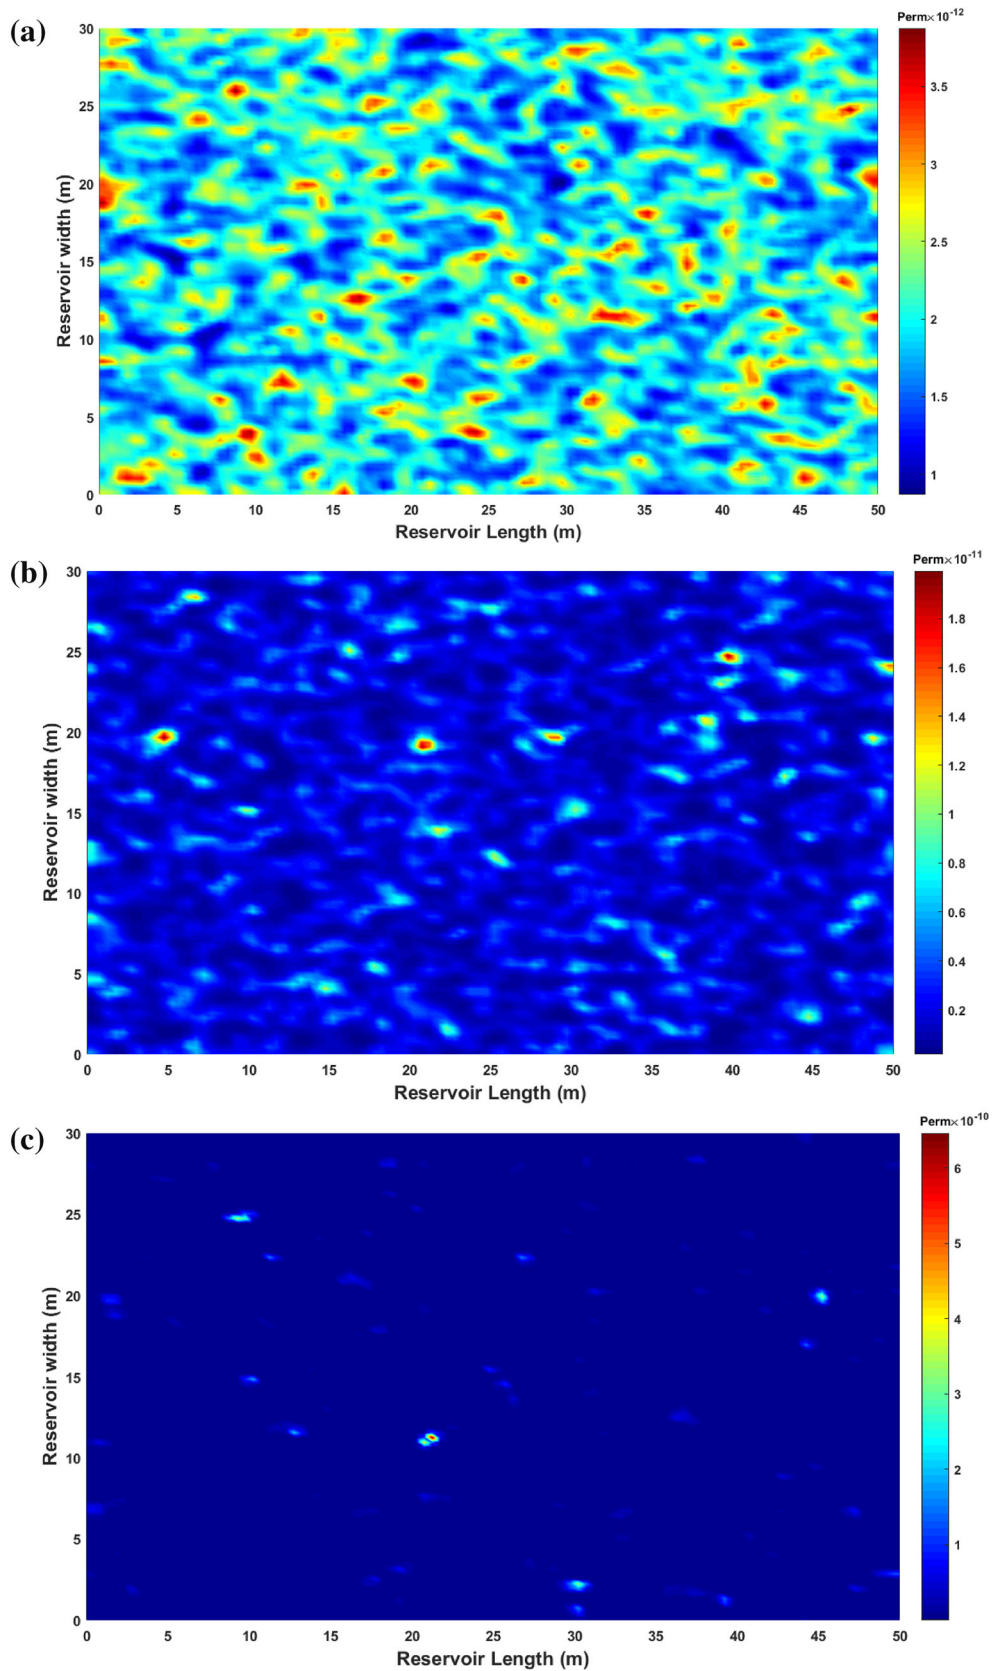 (a)
Perm×10⁻¹²
30
25
20
15
10
5
0
Reservoir width (m)
0 5 10 15 20 25 30 35 40 45 50
Reservoir Length (m)
3.5
3
2.5
2
1.5
1
(b)
Perm×10⁻¹¹
30
25
20
15
10
5
0
Reservoir width (m)
0 5 10 15 20 25 30 35 40 45 50
Reservoir Length (m)
1.8
1.6
1.4
1.2
1
0.8
0.6
0.4
0.2
(c)
Perm×10⁻¹⁰
30
25
20
15
10
5
0
Reservoir width (m)
0 5 10 15 20 25 30 35 40 45 50
Reservoir Length (m)
6
5
4
3
2
1